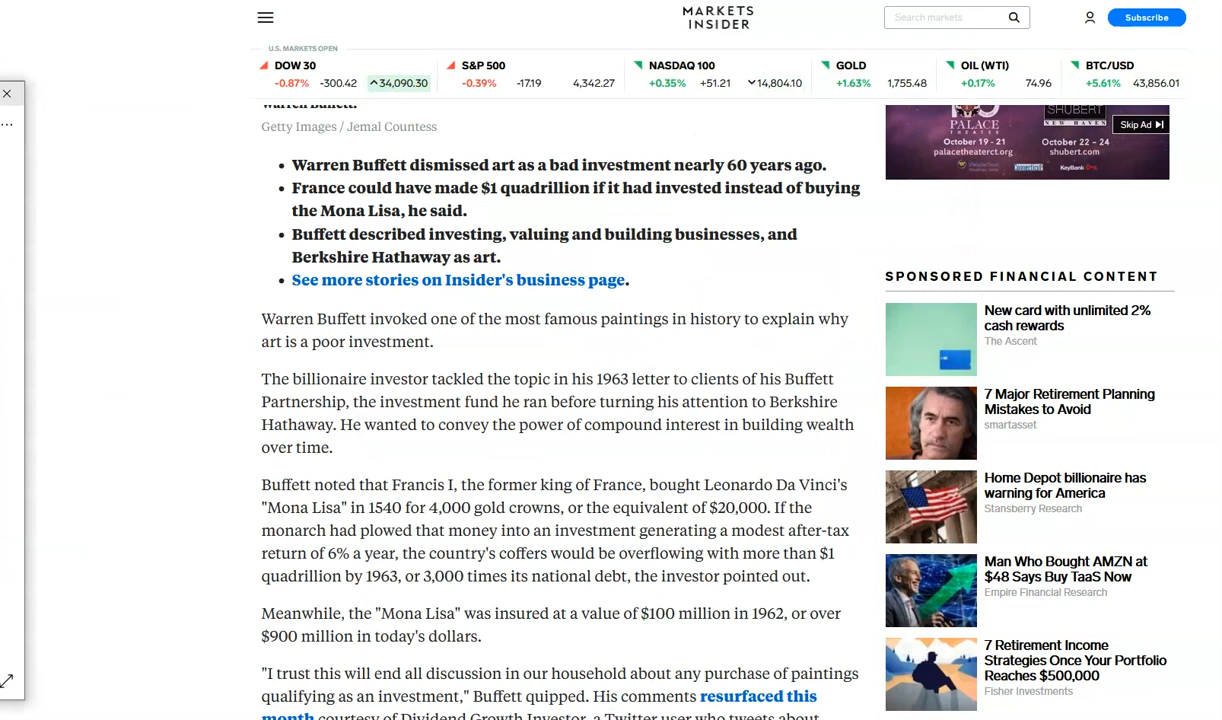 MARKETS
INSIDER
Search markets
Subscribe
U.S. MARKETS OPEN
DOW 30
-0.87% -300.42 34,090.30
S&P 500
-0.39% -17.19 4,342.27
NASDAQ 100
+0.35% +51.21 14,804.10
GOLD
+1.63% 1,755.48
OIL (WTI)
+0.17% 74.96
BTC/USD
+5.61% 43,856.01
Warren Buffett.
Getty Images / Jemal Countess
• Warren Buffett dismissed art as a bad investment nearly 60 years ago.
• France could have made $1 quadrillion if it had invested instead of buying
the Mona Lisa, he said.
• Buffett described investing, valuing and building businesses, and
Berkshire Hathaway as art.
• See more stories on Insider's business page.
Warren Buffett invoked one of the most famous paintings in history to explain why
art is a poor investment.
The billionaire investor tackled the topic in his 1963 letter to clients of his Buffett
Partnership, the investment fund he ran before turning his attention to Berkshire
Hathaway. He wanted to convey the power of compound interest in building wealth
over time.
Buffett noted that Francis I, the former king of France, bought Leonardo Da Vinci's
"Mona Lisa" in 1540 for 4,000 gold crowns, or the equivalent of $20,000. If the
monarch had plowed that money into an investment generating a modest after-tax
return of 6% a year, the country's coffers would be overflowing with more than $1
quadrillion by 1963, or 3,000 times its national debt, the investor pointed out.
Meanwhile, the "Mona Lisa" was insured at a value of $100 million in 1962, or over
$900 million in today's dollars.
"I trust this will end all discussion in our household about any purchase of paintings
qualifying as an investment," Buffett quipped. His comments resurfaced this
month courtesy of Dividend Growth Investor, a Twitter user who tweets about
PALACE
THEATER
October 19 - 21
palacetheaterct.org
SHUBERT
NEW HAVEN
October 22 - 24
shubert.com
KeyBank
Skip Ad
SPONSORED FINANCIAL CONTENT
New card with unlimited 2%
cash rewards
The Ascent
7 Major Retirement Planning
Mistakes to Avoid
smartasset
Home Depot billionaire has
warning for America
Stansberry Research
Man Who Bought AMZN at
$48 Says Buy TaaS Now
Empire Financial Research
7 Retirement Income
Strategies Once Your Portfolio
Reaches $500,000
Fisher Investments